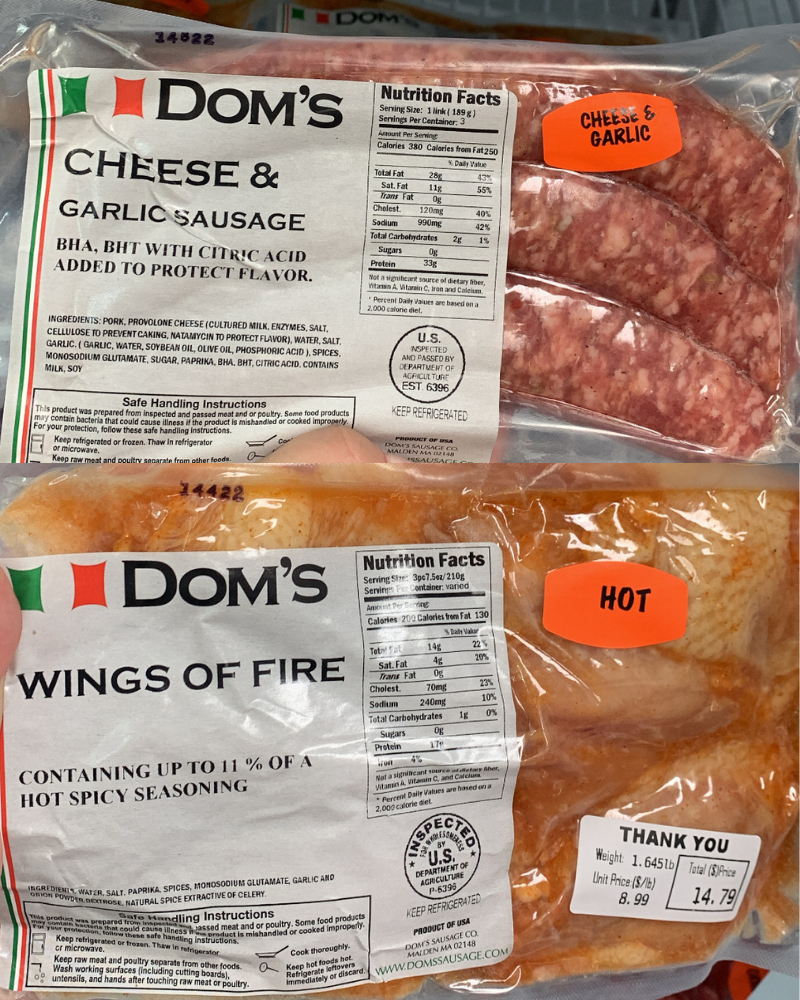 DOM'S
14622
DOM'S
CHEESE &
GARLIC SAUSAGE
BHA, BHT WITH CITRIC ACID
ADDED TO PROTECT FLAVOR.
INGREDIENTS: PORK, PROVOLONE CHEESE (CULTURED MILK, ENZYMES, SALT,
CELLULOSE TO PREVENT CAKING, NATAMYCIN TO PROTECT FLAVOR), WATER, SALT,
GARLIC, ( GARLIC, WATER, SOYBEAN OIL, OLIVE OIL, PHOSPHORIC ACID ), SPICES,
MONOSODIUM GLUTAMATE, SUGAR, PAPRIKA, BHA, BHT, CITRIC ACID. CONTAINS
MILK, SOY
Safe Handling Instructions
This product was prepared from inspected and passed meat and or poultry. Some food products
may contain bacteria that could cause illness if the product is mishandled or cooked improperly.
For your protection, follow these safe handling instructions.
Keep refrigerated or frozen. Thaw in refrigerator
or microwave.
Keep raw meat and poultry separate from other foods.
Nutrition Facts
Serving Size: 1 link ( 189 g )
Servings Per Container: 3
Amount Per Serving
Calories 380 Calories from Fat 250
% Daily Value
Total Fat 28g 43%
Sat. Fat 11g 55%
Trans Fat 0g
Cholest. 120mg 40%
Sodium 990mg 42%
Total Carbohydrates 2g 1%
Sugars 0g
Protein 33g
Not a significant source of dietary fiber,
Vitamin A, Vitamin C, Iron and Calcium.
* Percent Daily Values are based on a
2,000 calorie diet.
U.S.
INSPECTED
AND PASSED BY
DEPARTMENT OF
AGRICULTURE
EST. 6396
KEEP REFRIGERATED
PRODUCT OF USA
DOM'S SAUSAGE CO.
MALDEN MA 02148
CHEESE &
GARLIC
14422
DOM'S
WINGS OF FIRE
CONTAINING UP TO 11 % OF A
HOT SPICY SEASONING
INGREDIENTS, WATER, SALT, PAPRIKA, SPICES, MONOSODIUM GLUTAMATE, GARLIC AND
ONION POWDER, DEXTROSE, NATURAL SPICE EXTRACTIVE OF CELERY.
Safe Handling Instructions
This product was prepared from inspected and passed meat and or poultry. Some food products
may contain bacteria that could cause illness if the product is mishandled or cooked improperly.
For your protection, follow these safe handling instructions.
Keep refrigerated or frozen. Thaw in refrigerator
or microwave.
Keep raw meat and poultry separate from other foods.
Wash working surfaces (including cutting boards),
untensils, and hands after touching raw meat or poultry.
Cook thoroughly.
Keep hot foods hot.
Refrigerate leftovers
immediately or discard.
Nutrition Facts
Serving Size: 3pc7.5oz/210g
Servings Per Container: varied
Amount Per Serving
Calories 200 Calories from Fat 130
% Daily Value
Total Fat 14g 22%
Sat. Fat 4g 20%
Trans Fat 0g
Cholest. 70mg 23%
Sodium 240mg 10%
Total Carbohydrates 1g 0%
Sugars 0g
Protein 17g
Iron 4%
Not a significant source of dietary fiber,
Vitamin A, Vitamin C, and Calcium.
* Percent Daily Values are based on a
2,000 calorie diet.
INSPECTED
FOR WHOLESOMENESS
BY
U.S.
DEPARTMENT OF
AGRICULTURE
P-6396
KEEP REFRIGERATED
PRODUCT OF USA
DOM'S SAUSAGE CO.
MALDEN MA 02148
WWW.DOMSSAUSAGE.COM
HOT
THANK YOU
Weight: 1.645lb
Unit Price($/lb)
8.99
Total ($)Price
14.79